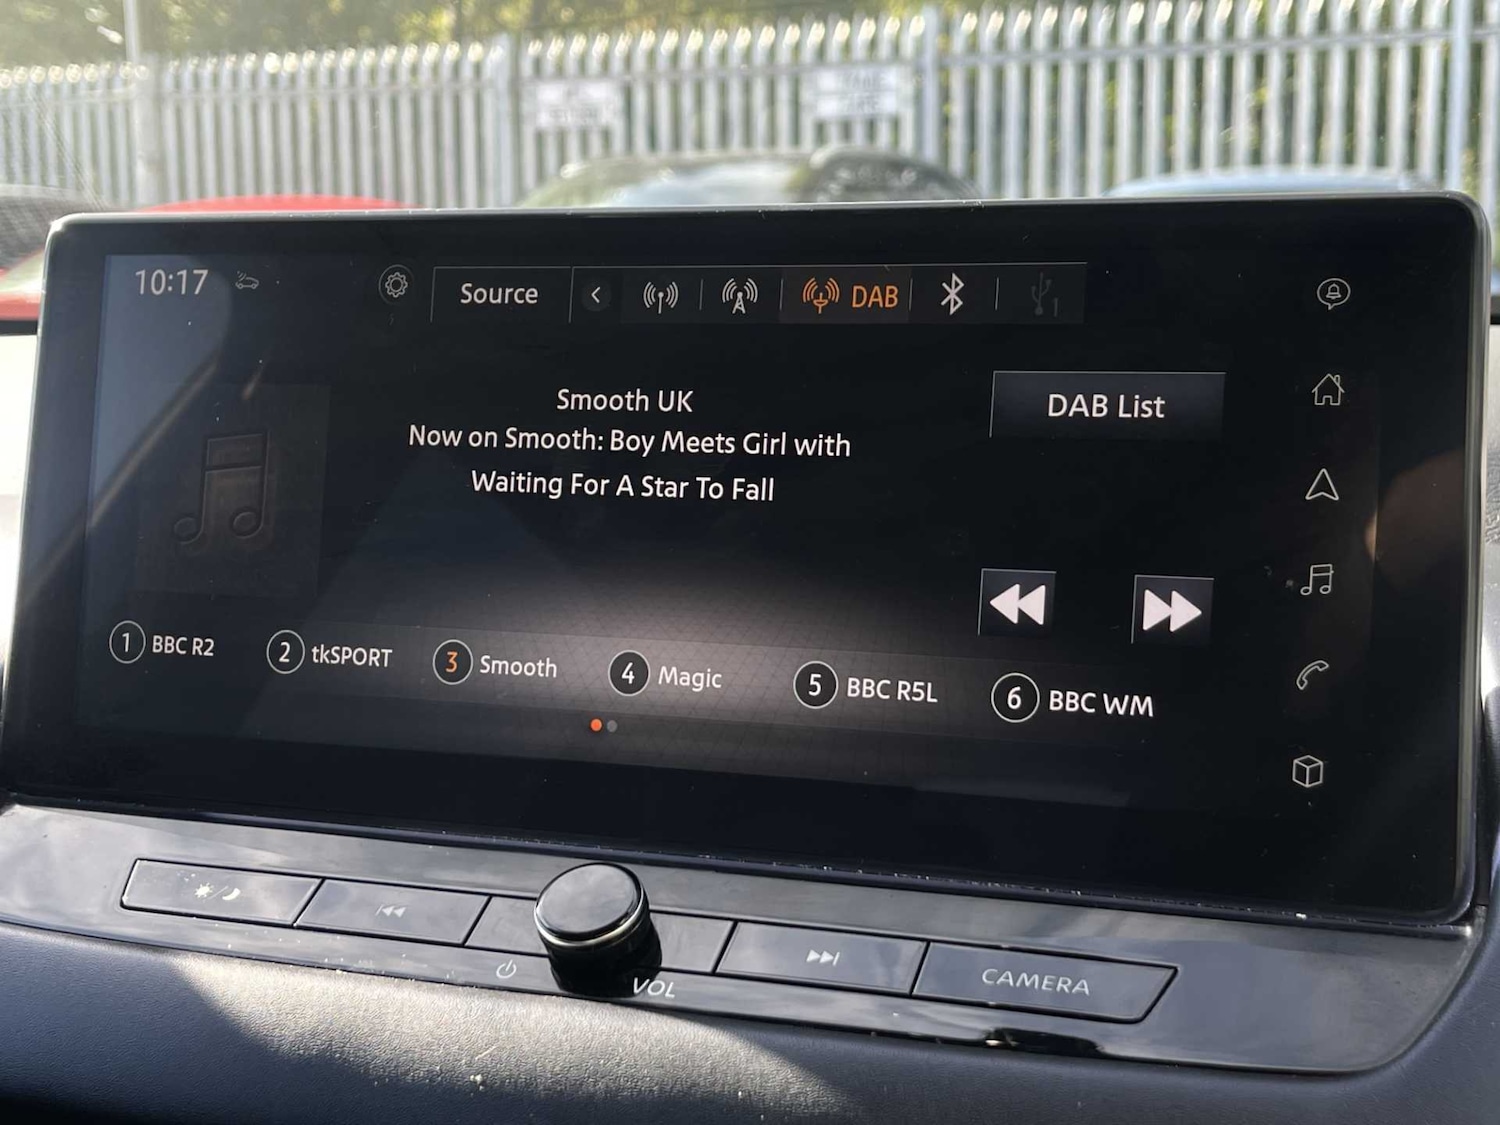 10:17
Source
DAB
1
Smooth UK
Now on Smooth: Boy Meets Girl with
Waiting For A Star To Fall
DAB List
1 BBC R2
2 tkSPORT
3 Smooth
4 Magic
5 BBC R5L
6 BBC WM
VOL
CAMERA